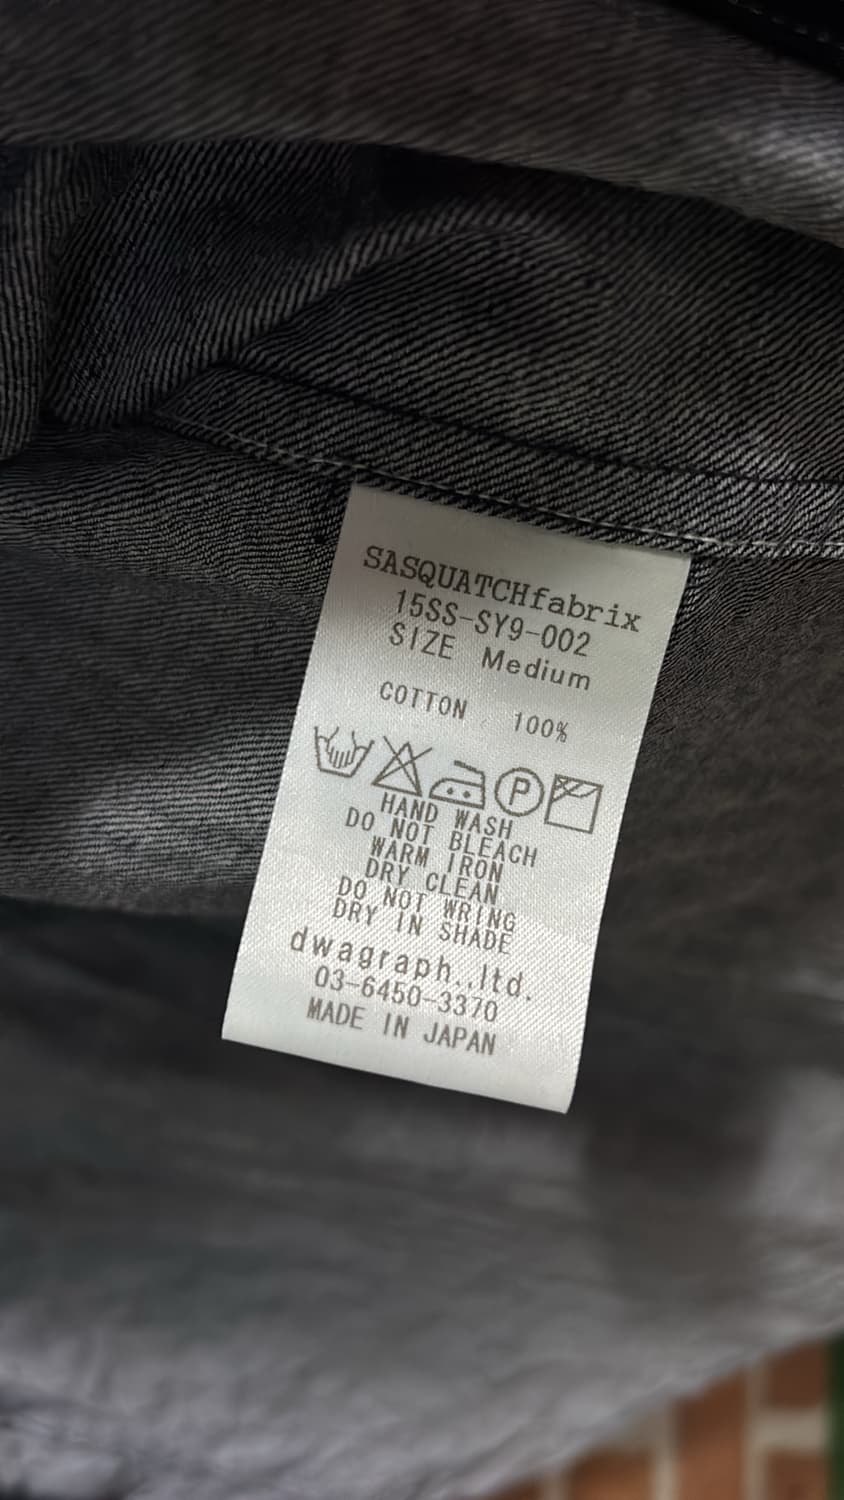 SASQUATCHfabrix
15SS-SY9-002
SIZE Medium
COTTON 100%
P
HAND WASH
DO NOT BLEACH
WARM IRON
DRY CLEAN
DO NOT WRING
DRY IN SHADE
dwagraph.,ltd.
03-6450-3370
MADE IN JAPAN